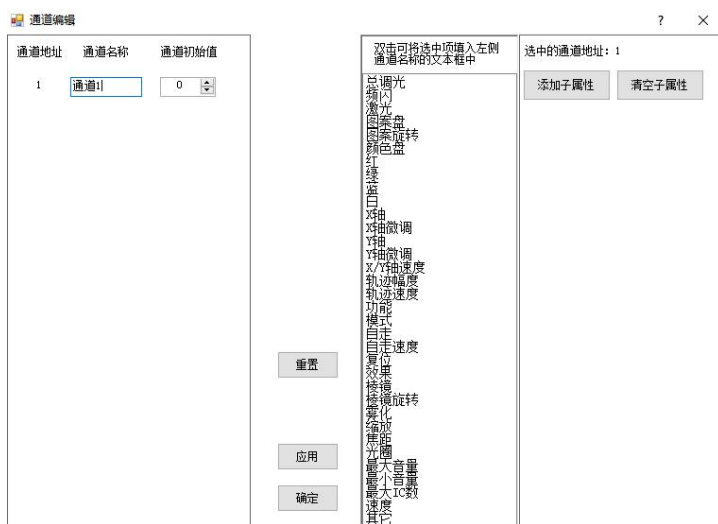 通道编辑
? ×
通道地址 通道名称 通道初始值
1 通道1 0
重置
应用
确定
双击可将选中项填入左侧
通道名称的文本框中
总调光
频闪
激光
图案盘
图案旋转
颜色盘
红
绿
蓝
白
X轴
X轴微调
Y轴
Y轴微调
X/Y轴速度
轨迹幅度
轨迹速度
功能
模式
自走
自走速度
复位
效果
棱镜
棱镜旋转
雾化
缩放
焦距
光圈
最大音量
最小音量
最大IC数
速度
其它
选中的通道地址: 1
添加子属性 清空子属性